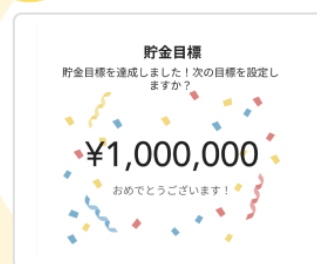 貯金目標
貯金目標を達成しました！次の目標を設定し
ますか？
¥1,000,000
おめでとうございます！